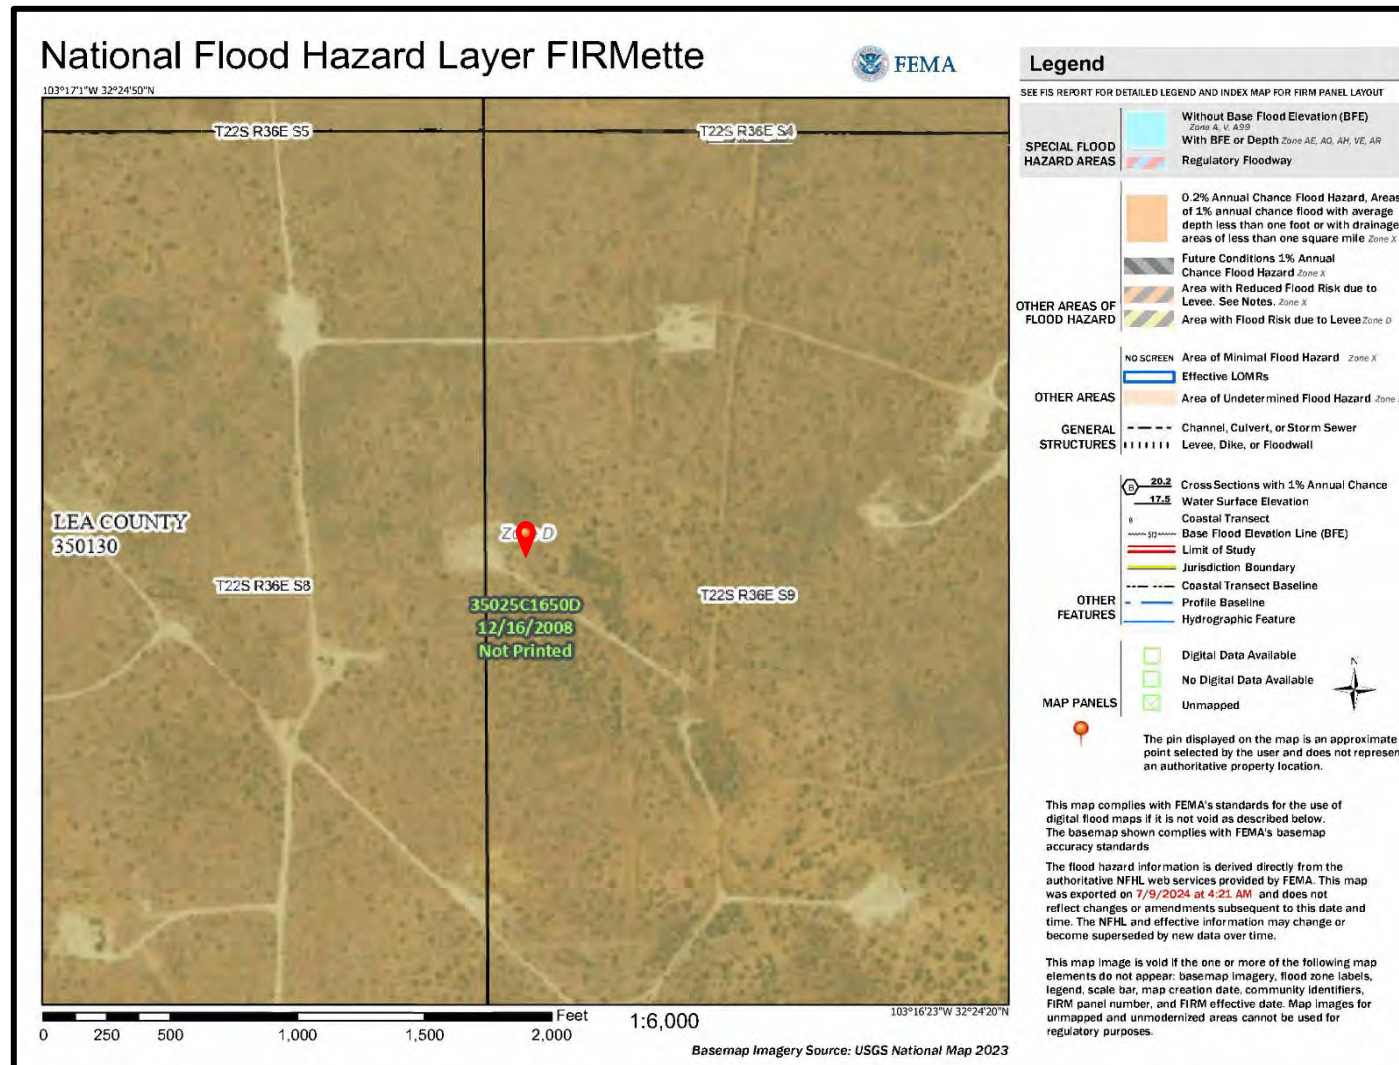 National Flood Hazard Layer FIRMette
FEMA
103°17'1"W 32°24'50"N
T22S R36E S5
T22S R36E S4
LEA COUNTY
350130
Zone D
T22S R36E S8
T22S R36E S9
35025C1650D
12/16/2008
Not Printed
103°16'23"W 32°24'20"N
0
250
500
1,000
1,500
2,000
Feet
1:6,000
Basemap Imagery Source: USGS National Map 2023
Legend
SEE FIS REPORT FOR DETAILED LEGEND AND INDEX MAP FOR FIRM PANEL LAYOUT
SPECIAL FLOOD
HAZARD AREAS
Without Base Flood Elevation (BFE)
Zone A, V, A99
With BFE or Depth Zone AE, AO, AH, VE, AR
Regulatory Floodway
OTHER AREAS OF
FLOOD HAZARD
0.2% Annual Chance Flood Hazard, Areas
of 1% annual chance flood with average
depth less than one foot or with drainage
areas of less than one square mile Zone X
Future Conditions 1% Annual
Chance Flood Hazard Zone X
Area with Reduced Flood Risk due to
Levee. See Notes. Zone X
Area with Flood Risk due to Levee Zone D
OTHER AREAS
NO SCREEN Area of Minimal Flood Hazard Zone X
Effective LOMRs
Area of Undetermined Flood Hazard Zone
GENERAL
STRUCTURES
Channel, Culvert, or Storm Sewer
Levee, Dike, or Floodwall
OTHER
FEATURES
B 20.2 Cross Sections with 1% Annual Chance
17.5 Water Surface Elevation
8 Coastal Transect
513 Base Flood Elevation Line (BFE)
Limit of Study
Jurisdiction Boundary
Coastal Transect Baseline
Profile Baseline
Hydrographic Feature
MAP PANELS
Digital Data Available
No Digital Data Available
Unmapped
N
The pin displayed on the map is an approximate
point selected by the user and does not represen
an authoritative property location.
This map complies with FEMA's standards for the use of
digital flood maps if it is not void as described below.
The basemap shown complies with FEMA's basemap
accuracy standards
The flood hazard information is derived directly from the
authoritative NFHL web services provided by FEMA. This map
was exported on 7/9/2024 at 4:21 AM and does not
reflect changes or amendments subsequent to this date and
time. The NFHL and effective information may change or
become superseded by new data over time.
This map image is void if the one or more of the following map
elements do not appear: basemap imagery, flood zone labels,
legend, scale bar, map creation date, community identifiers,
FIRM panel number, and FIRM effective date. Map images for
unmapped and unmodernized areas cannot be used for
regulatory purposes.